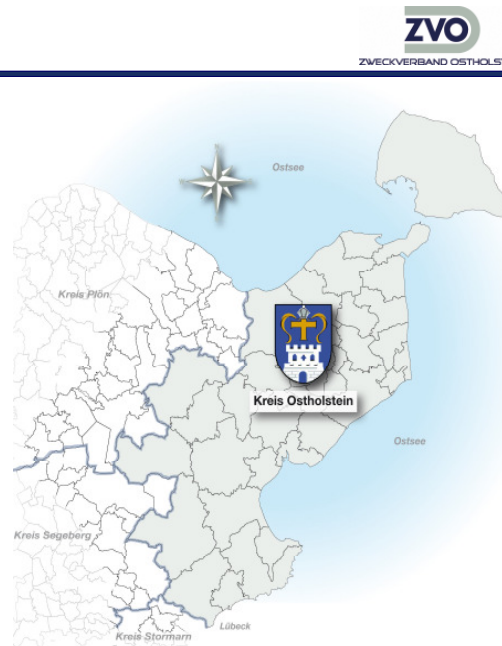 ZVO
ZWECKVERBAND OSTHOLS
Ostsee
Kreis Plön
Kreis Ostholstein
Ostsee
Kreis Segeberg
Lübeck
Kreis Stormarn